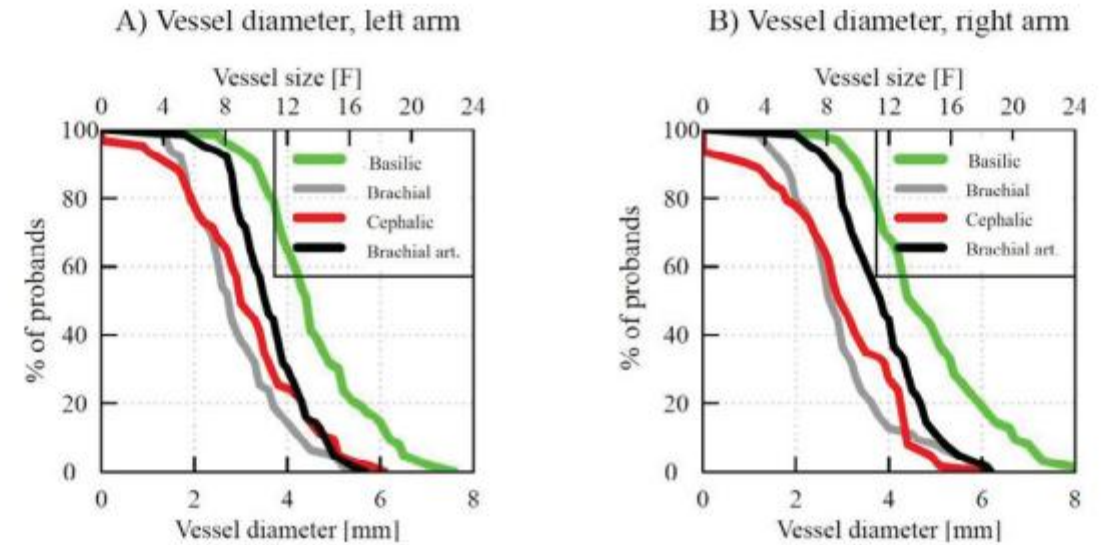 A) Vessel diameter, left arm
Vessel size [F]
0 4 8 12 16 20 24
100
80
60
40
20
0
% of probands
Basilic
Brachial
Cephalic
Brachial art.
0 2 4 6 8
Vessel diameter [mm]
B) Vessel diameter, right arm
Vessel size [F]
0 4 8 12 16 20 24
100
80
60
40
20
0
% of probands
Basilic
Brachial
Cephalic
Brachial art.
0 2 4 6 8
Vessel diameter [mm]